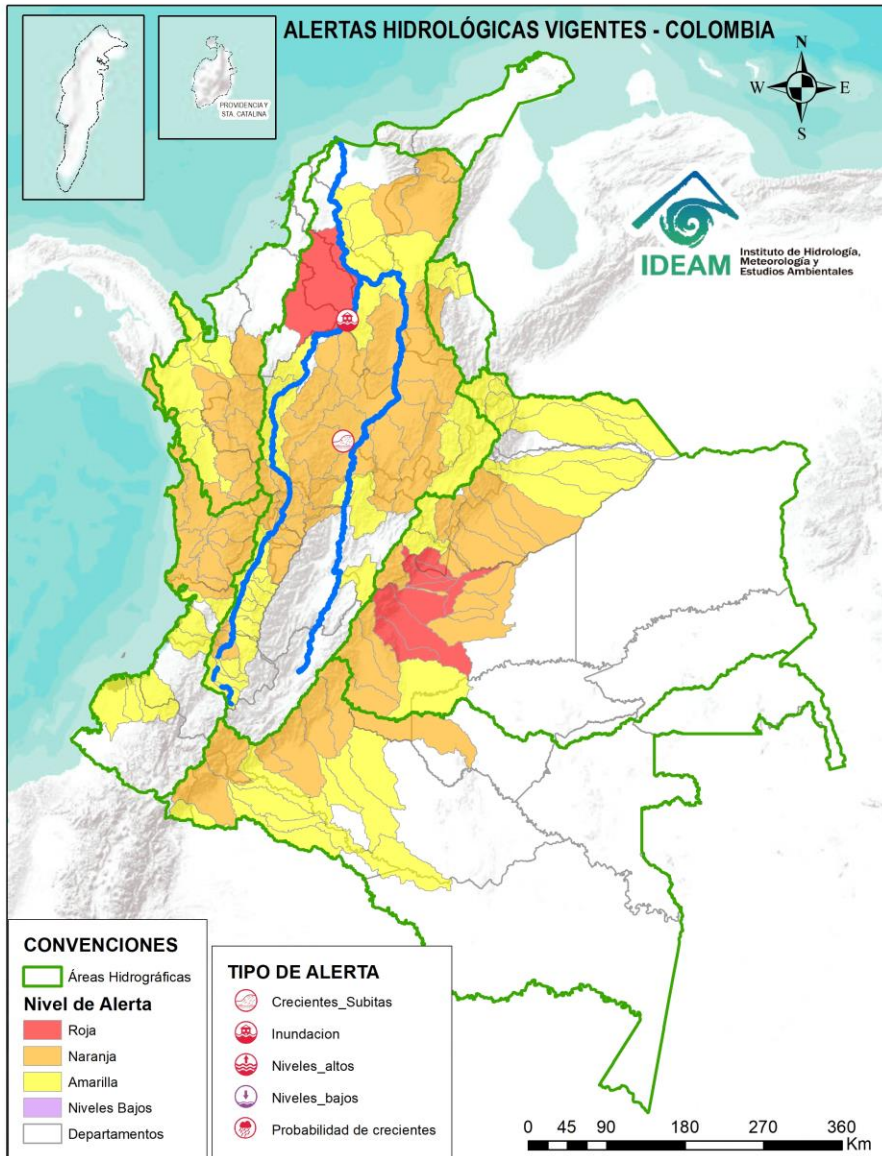 ALERTAS HIDROLÓGICAS VIGENTES - COLOMBIA
PROVIDENCIA Y
STA. CATALINA
N
W
E
S
IDEAM
Instituto de Hidrología,
Meteorología y
Estudios Ambientales
CONVENCIONES
Áreas Hidrográficas
Nivel de Alerta
Roja
Naranja
Amarilla
Niveles Bajos
Departamentos
TIPO DE ALERTA
Crecientes_Subitas
Inundacion
Niveles_altos
Niveles_bajos
Probabilidad de crecientes
0 45 90 180 270 360
Km